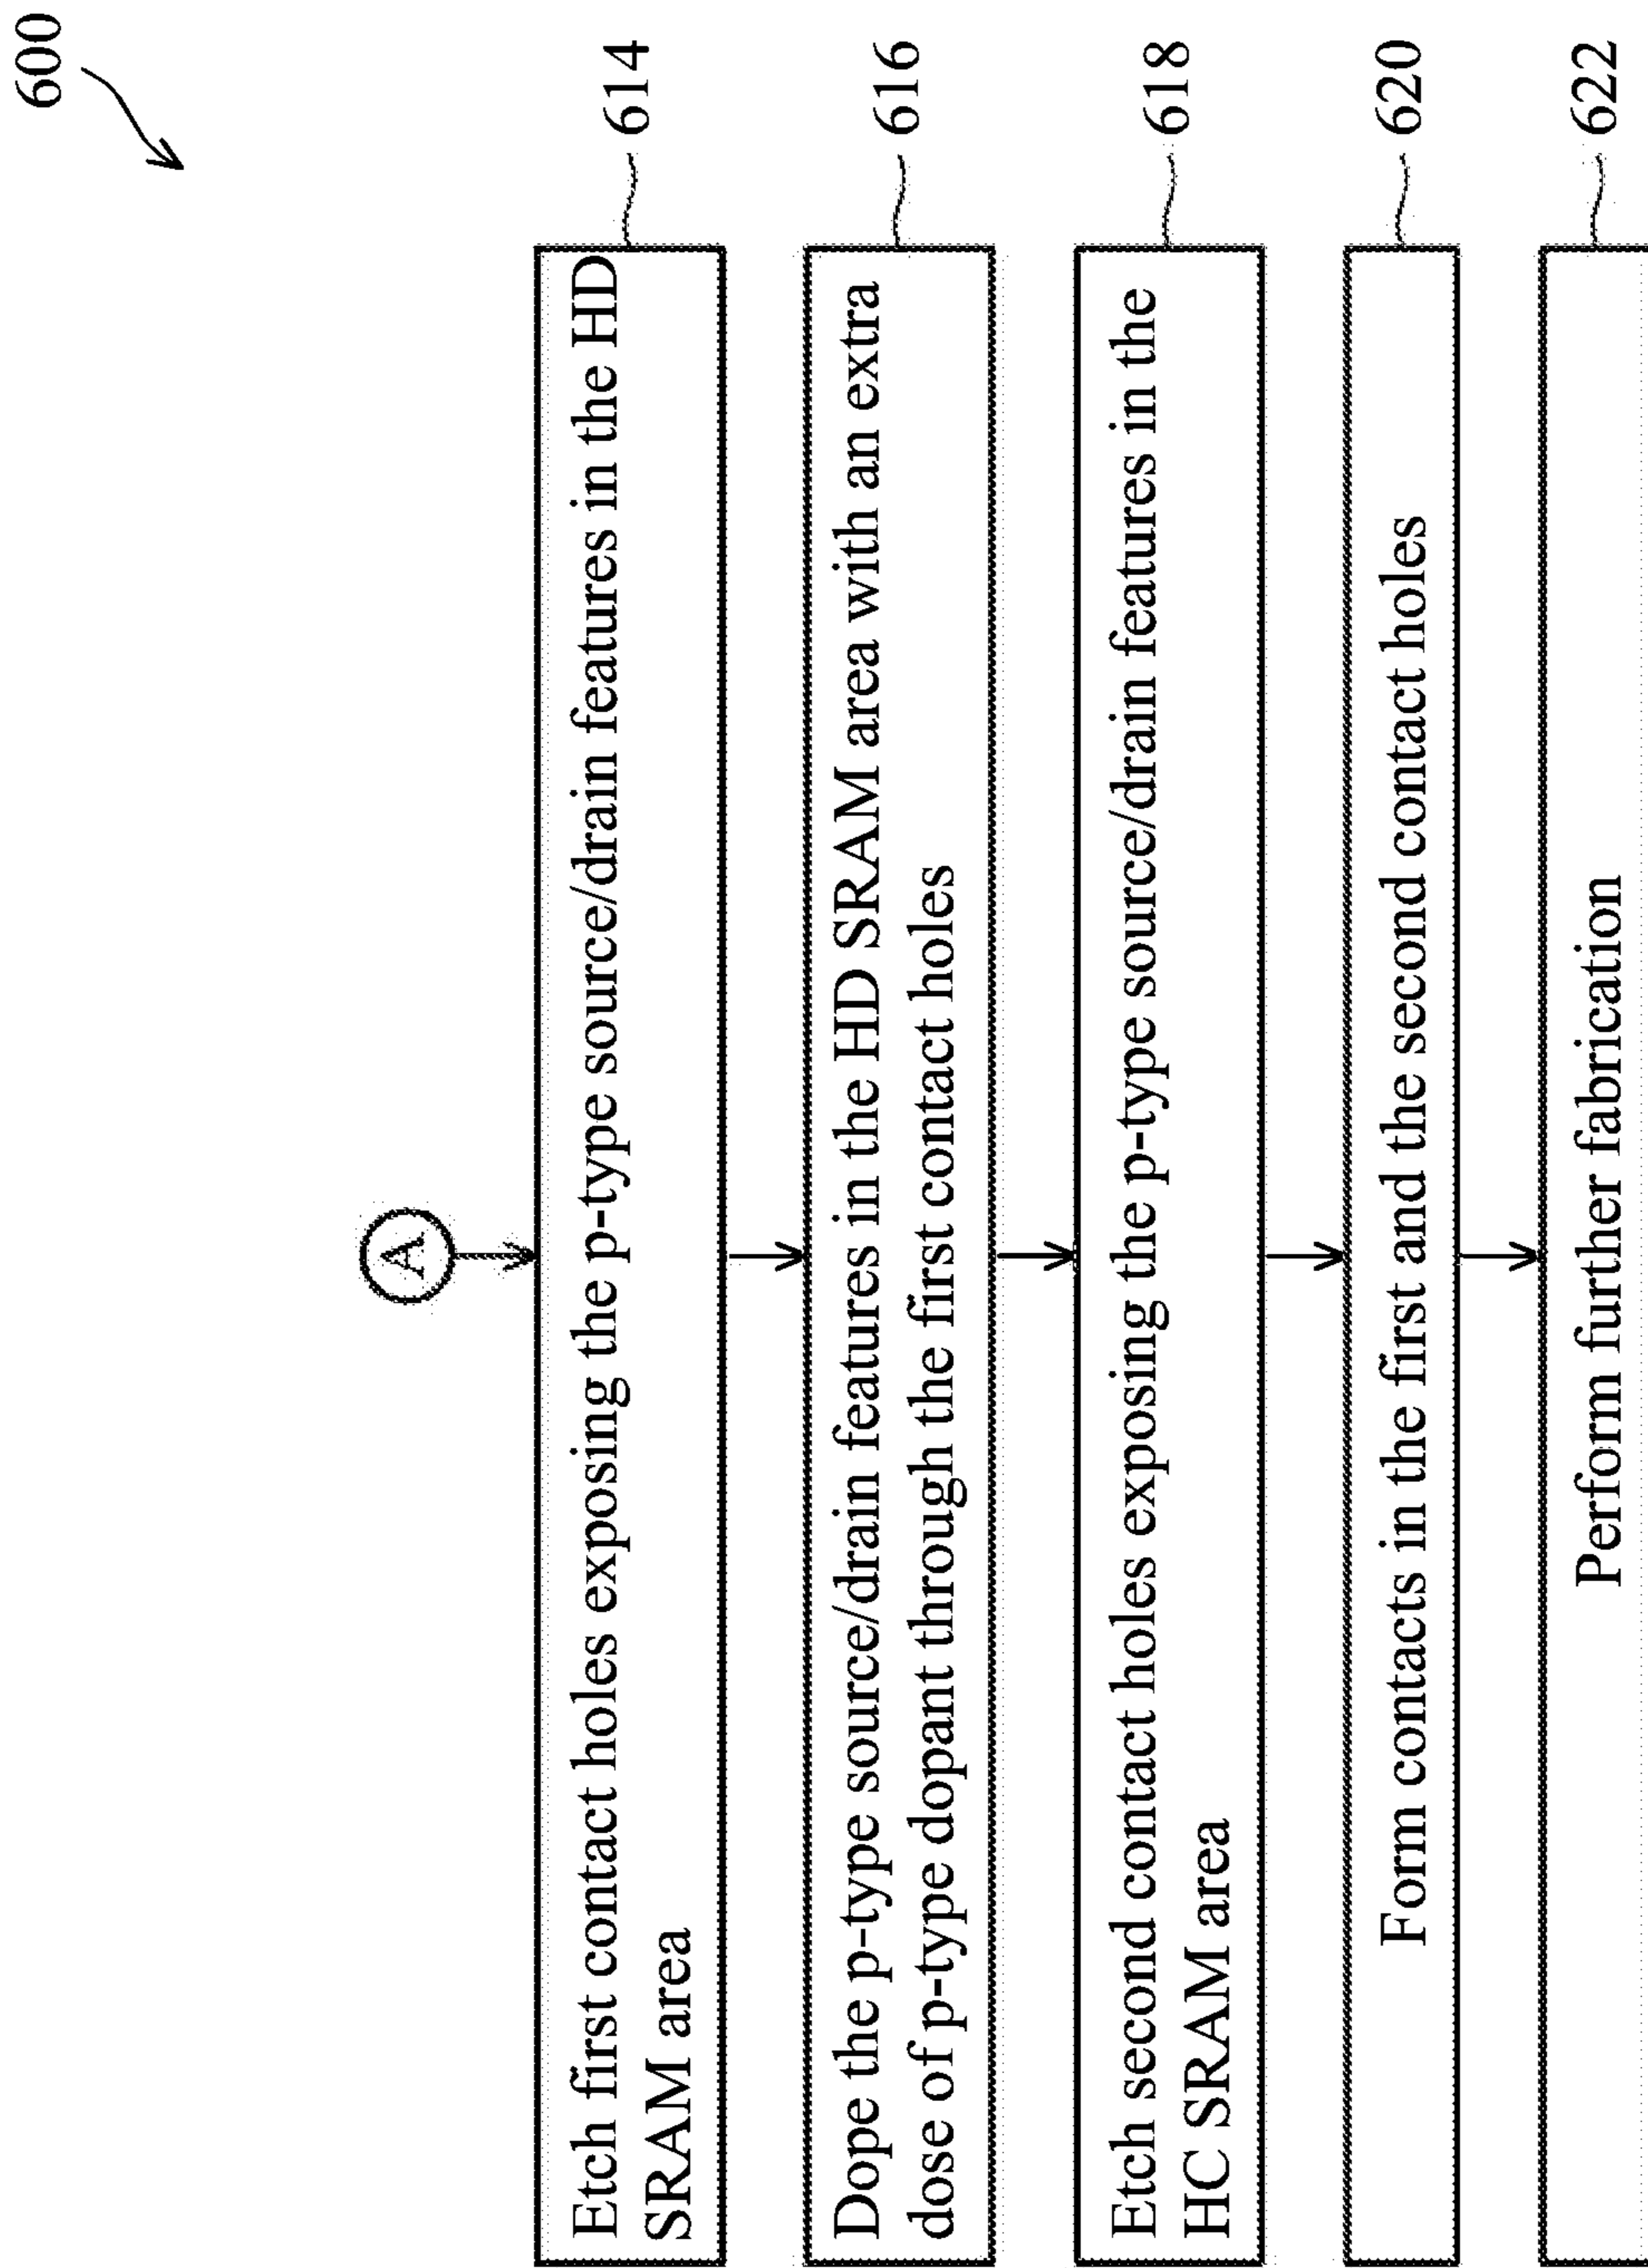 600
A
Etch first contact holes exposing the p-type source/drain features in the HD
SRAM area
614
Dope the p-type source/drain features in the HD SRAM area with an extra
dose of p-type dopant through the first contact holes
616
Etch second contact holes exposing the p-type source/drain features in the
HC SRAM area
618
Form contacts in the first and the second contact holes
620
Perform further fabrication
622